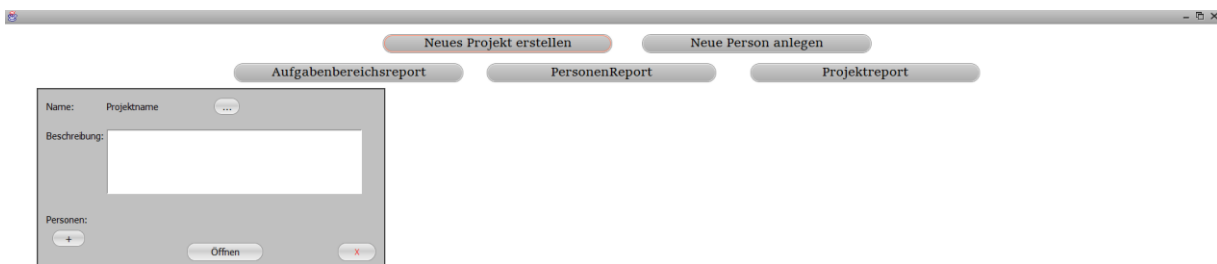 Neues Projekt erstellen Neue Person anlegen
Aufgabenbereichsreport PersonenReport Projektreport
Name: Projektname ...
Beschreibung:
Personen:
+
Öffnen X